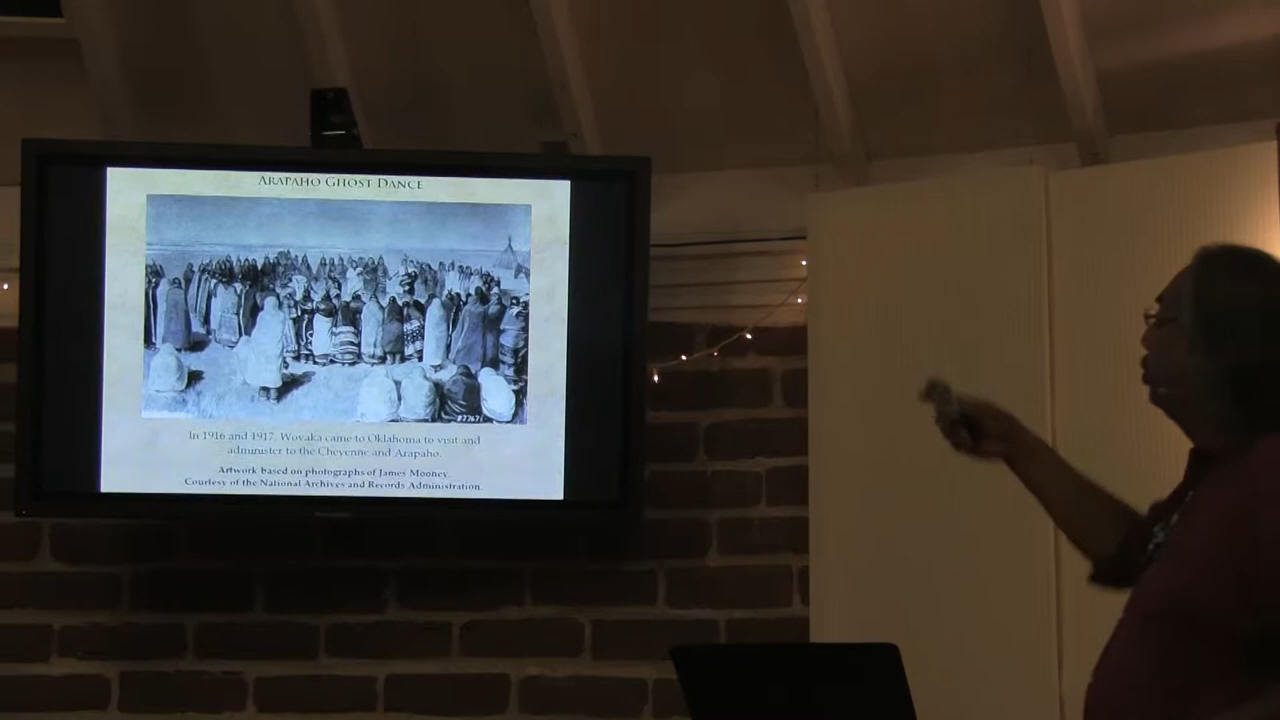 ARAPAHO GHOST DANCE
In 1916 and 1917, Wovaka came to Oklahoma to visit and
administer to the Cheyenne and Arapaho.
Artwork based on photographs of James Mooney.
Courtesy of the National Archives and Records Administration.